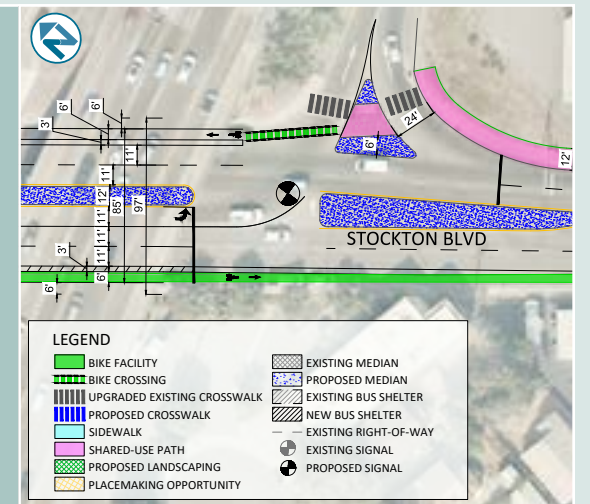 6'
6'
3'
11'
11'
12'
11'
11'
11'
85'
97'
3'
6'
6'
24'
6'
12'
STOCKTON BLVD
LEGEND
BIKE FACILITY
BIKE CROSSING
UPGRADED EXISTING CROSSWALK
PROPOSED CROSSWALK
SIDEWALK
SHARED-USE PATH
PROPOSED LANDSCAPING
PLACEMAKING OPPORTUNITY
EXISTING MEDIAN
PROPOSED MEDIAN
EXISTING BUS SHELTER
NEW BUS SHELTER
EXISTING RIGHT-OF-WAY
EXISTING SIGNAL
PROPOSED SIGNAL